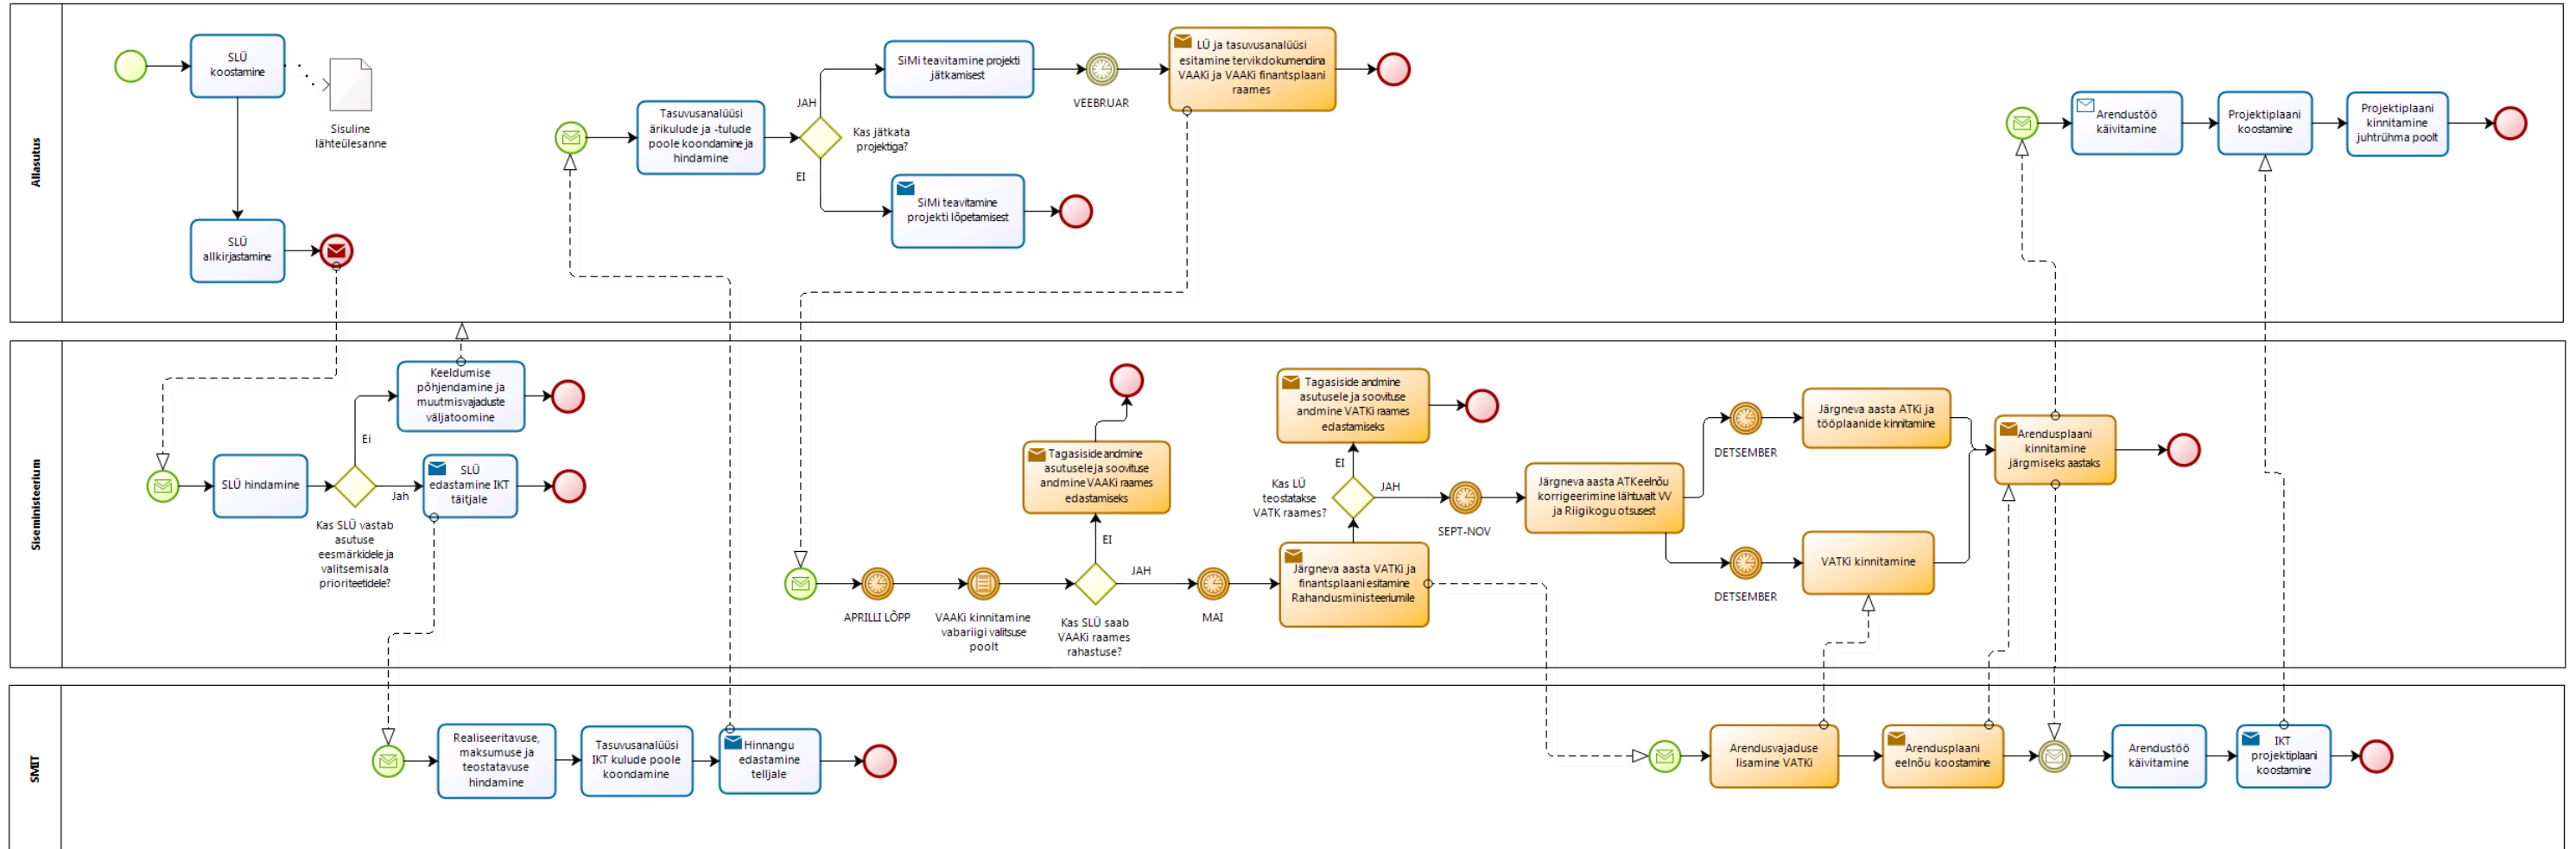 Allasutus
SLÜ
koostamine
Sisuline
lähteülesanne
SLÜ
allkirjastamine
Tasuvusanalüüsi
ärikulude ja -tulude
poole koondamine ja
hindamine
JAH
EI
Kas jätkata
projektiga?
SiMi teavitamine projekti
jätkamisest
VEEBRUAR
LÜ ja tasuvusanalüüsi
esitamine tervikdokumendina
VAAKi ja VAAKi finantsplaani
raames
SiMi teavitamine
projekti lõpetamisest
Arendustöö
käivitamine
Projektiplaani
koostamine
Projektiplaani
kinnitamine
juhtrühma poolt
Siseministeerium
SLÜ hindamine
Ei
Jah
Kas SLÜ vastab
asutuse
eesmärkidele ja
valitsemisala
prioriteetidele?
Keeldumise
põhjendamine ja
muutmisvajaduste
väljatoomine
SLÜ
edastamine IKT
täitjale
APRILLI LÕPP
VAAKi kinnitamine
vabariigi valitsuse
poolt
Kas SLÜ saab
VAAKi raames
rahastuse?
EI
JAH
Tagasiside andmine
asutusele ja soovituse
andmine VAAKi raames
edastamiseks
MAI
Järgneva aasta VATKi ja
finantsplaani esitamine
Rahandusministeeriumile
Kas LÜ
teostatakse
VATK raames?
EI
JAH
Tagasiside andmine
asutusele ja soovituse
andmine VATKi raames
edastamiseks
SEPT-NOV
Järgneva aasta ATKeelnõu
korrigeerimine lähtuvalt VV
ja Riigikogu otsusest
DETSEMBER
Järgneva aasta ATKi ja
tööplaanide kinnitamine
DETSEMBER
VATKi kinnitamine
Arendusplaani
kinnitamine
järgmiseks aastaks
SMIT
Realiseeritavuse,
maksumuse ja
teostatavuse
hindamine
Tasuvusanalüüsi
IKT kulude poole
koondamine
Hinnangu
edastamine
telljale
Arendusvajaduse
lisamine VATKi
Arendusplaani
eelnõu koostamine
Arendustöö
käivitamine
IKT
projektiplaani
koostamine